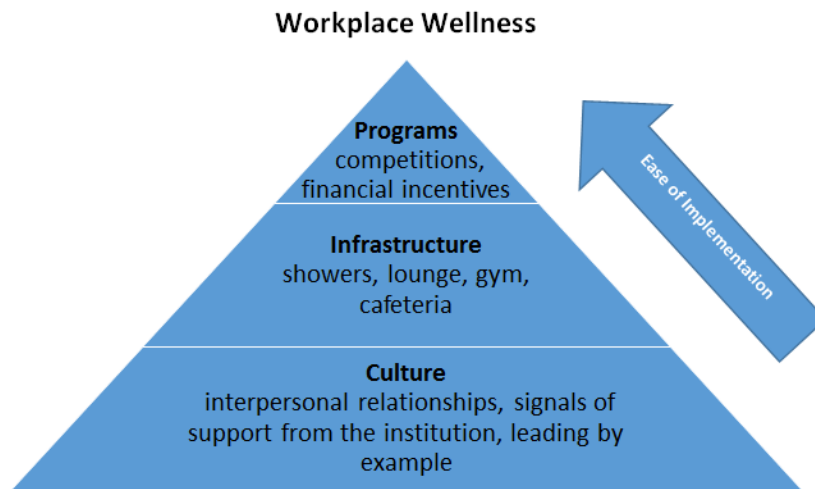 Workplace Wellness
Programs
competitions,
financial incentives
Ease of Implementation
Infrastructure
showers, lounge, gym,
cafeteria
Culture
interpersonal relationships, signals of
support from the institution, leading by
example